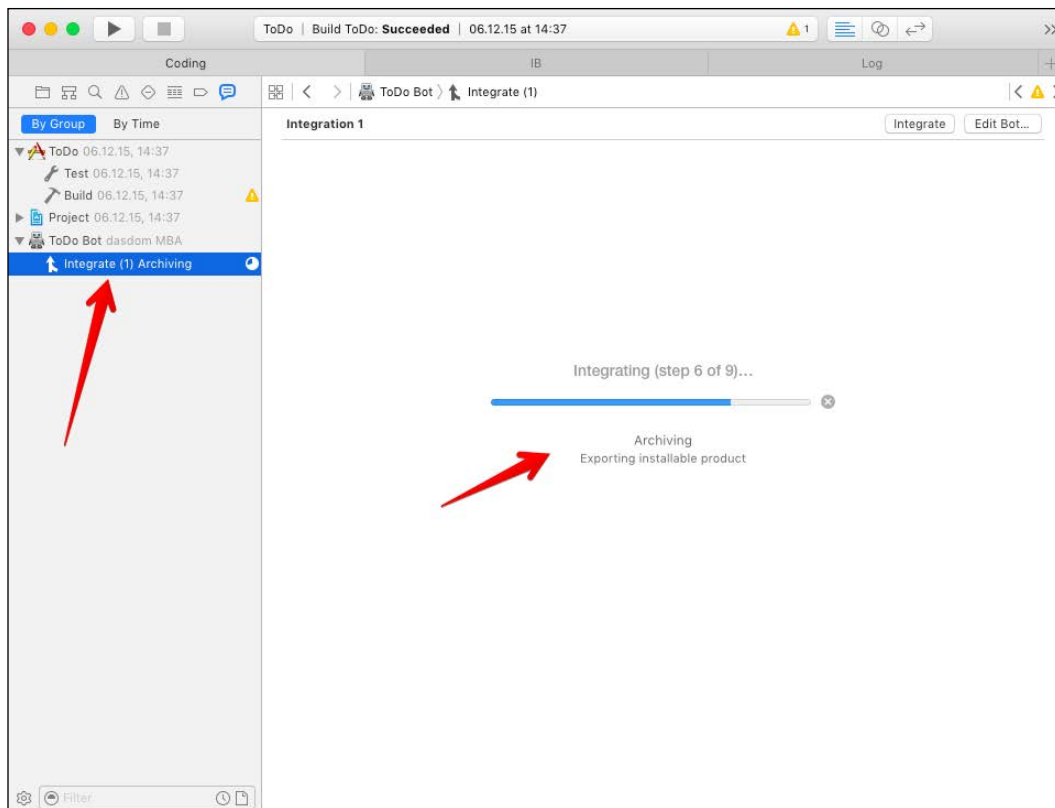 ToDo | Build ToDo: Succeeded | 06.12.15 at 14:37 1
Coding IB Log
ToDo Bot Integrate (1)
By Group By Time
Integration 1 Integrate Edit Bot...
ToDo 06.12.15, 14:37
Test 06.12.15, 14:37
Build 06.12.15, 14:37
Project 06.12.15, 14:37
ToDo Bot dasdom MBA
Integrate (1) Archiving
Integrating (step 6 of 9)...
Archiving
Exporting installable product
Filter